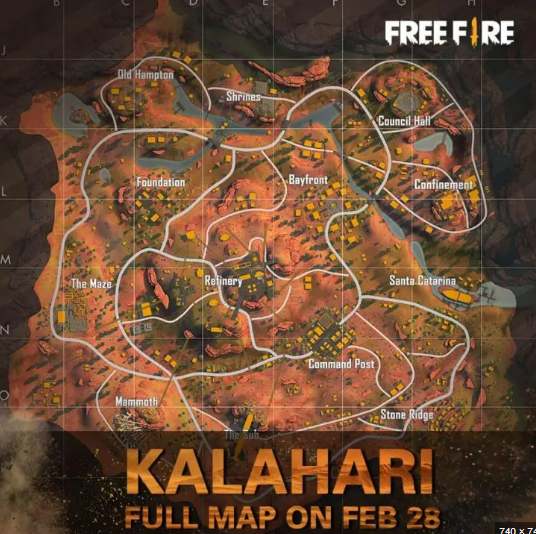 B C D E F G H
FREE FIRE
J
Old Hampton
Shrines
K
Council Hall
L
Foundation
Bayfront
Confinement
M
The Maze
Refinery
Santa Catarina
N
Command Post
O
Mammoth
Stone Ridge
The Sub
KALAHARI
FULL MAP ON FEB 28
740 x 74